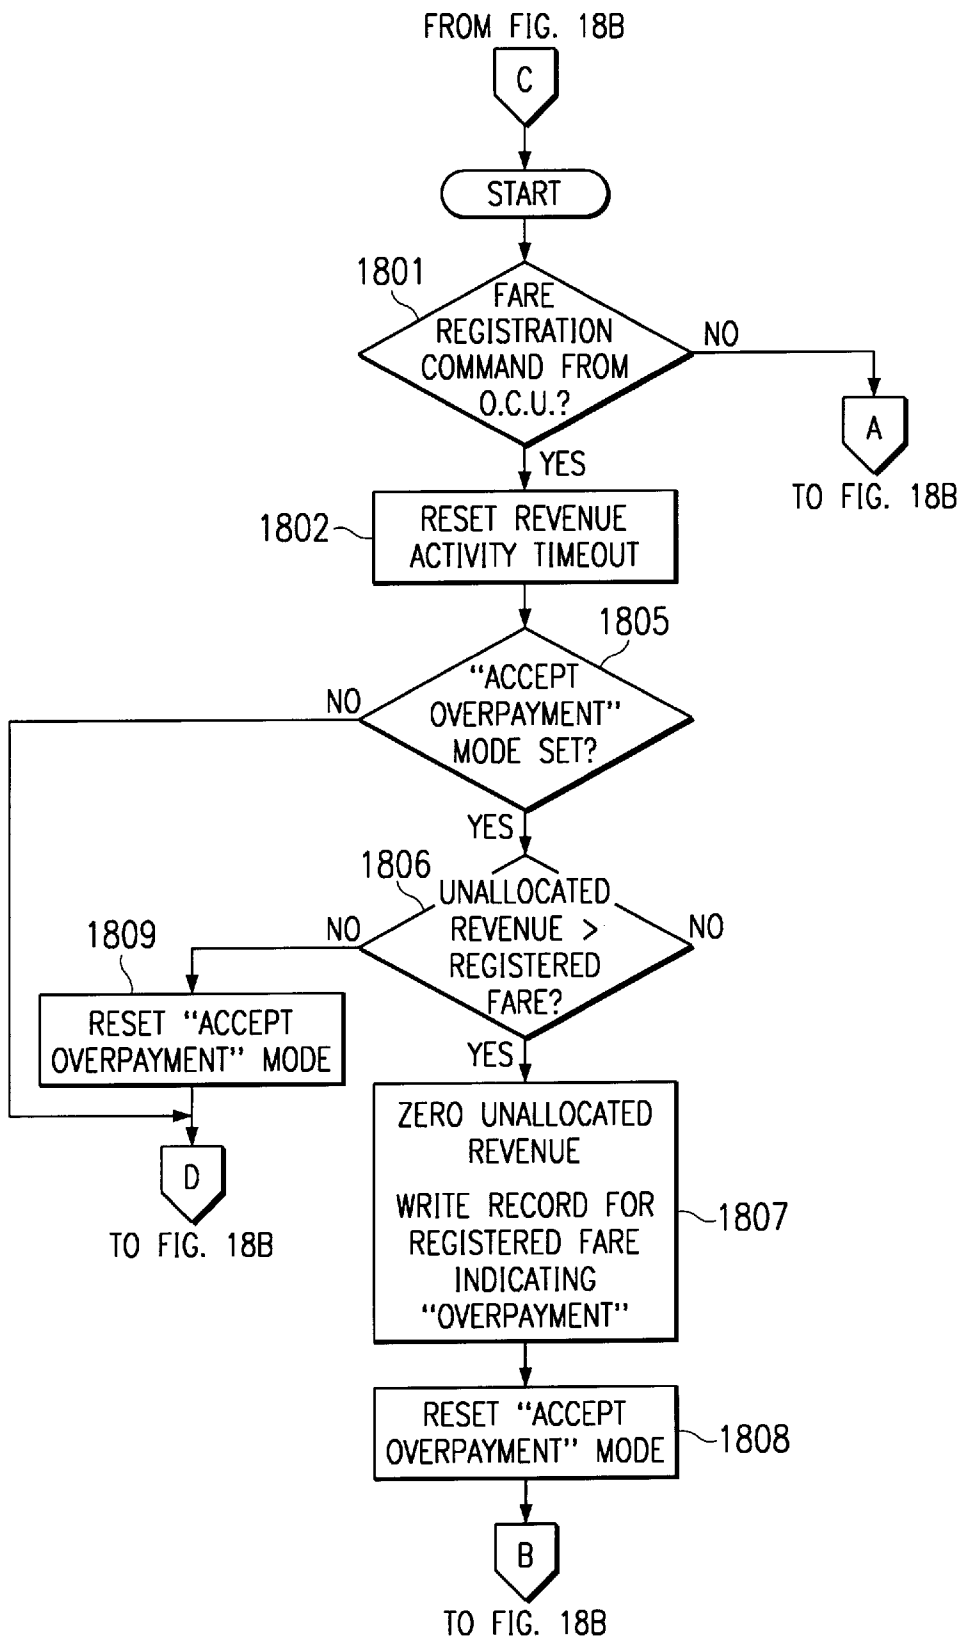 FROM FIG. 18B
C
START
1801
FARE
REGISTRATION
COMMAND FROM
O.C.U.?
NO
A
TO FIG. 18B
YES
1802
RESET REVENUE
ACTIVITY TIMEOUT
1805
“ACCEPT
OVERPAYMENT”
MODE SET?
NO
YES
1806
UNALLOCATED
REVENUE >
REGISTERED
FARE?
NO
NO
1809
RESET “ACCEPT
OVERPAYMENT” MODE
D
TO FIG. 18B
YES
ZERO UNALLOCATED
REVENUE
WRITE RECORD FOR
REGISTERED FARE
INDICATING
“OVERPAYMENT”
1807
RESET “ACCEPT
OVERPAYMENT” MODE
1808
B
TO FIG. 18B